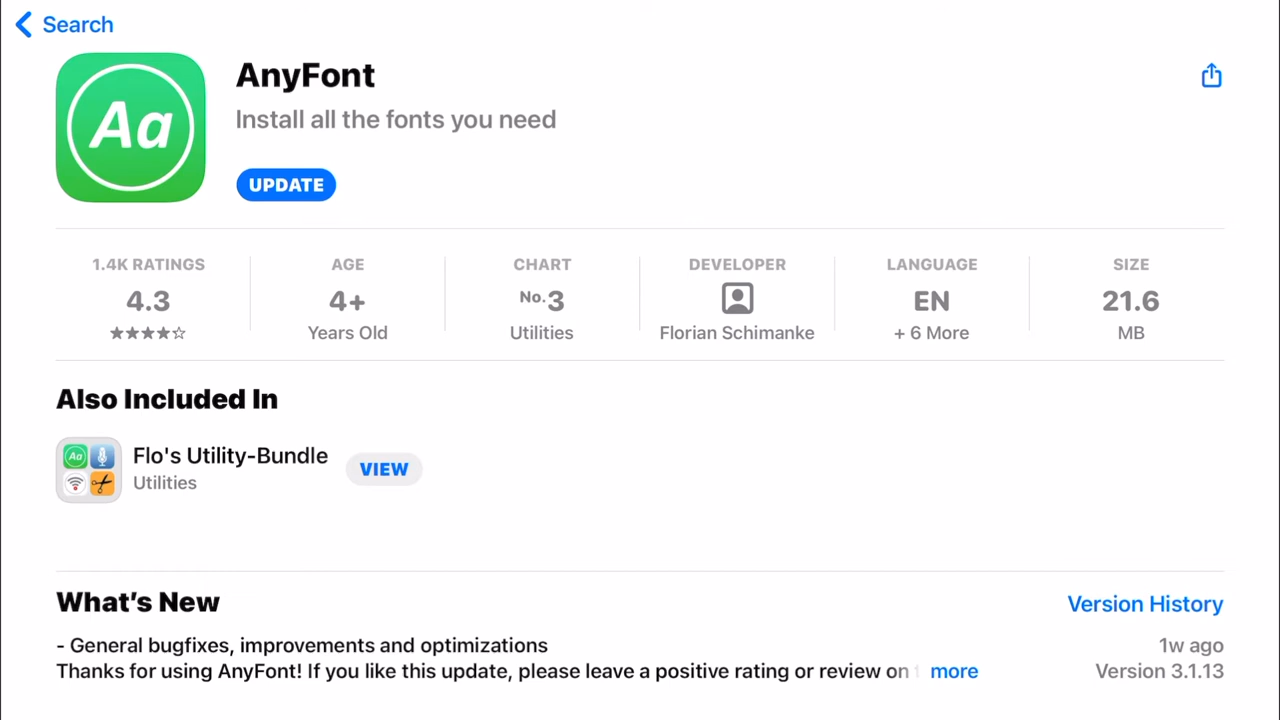 Search
Aa
AnyFont
Install all the fonts you need
UPDATE
1.4K RATINGS
4.3
AGE
4+
Years Old
CHART
No.3
Utilities
DEVELOPER
Florian Schimanke
LANGUAGE
EN
+ 6 More
SIZE
21.6
MB
Also Included In
Aa
Flo's Utility-Bundle
Utilities
VIEW
What's New
Version History
- General bugfixes, improvements and optimizations
1w ago
Thanks for using AnyFont! If you like this update, please leave a positive rating or review on more
Version 3.1.13